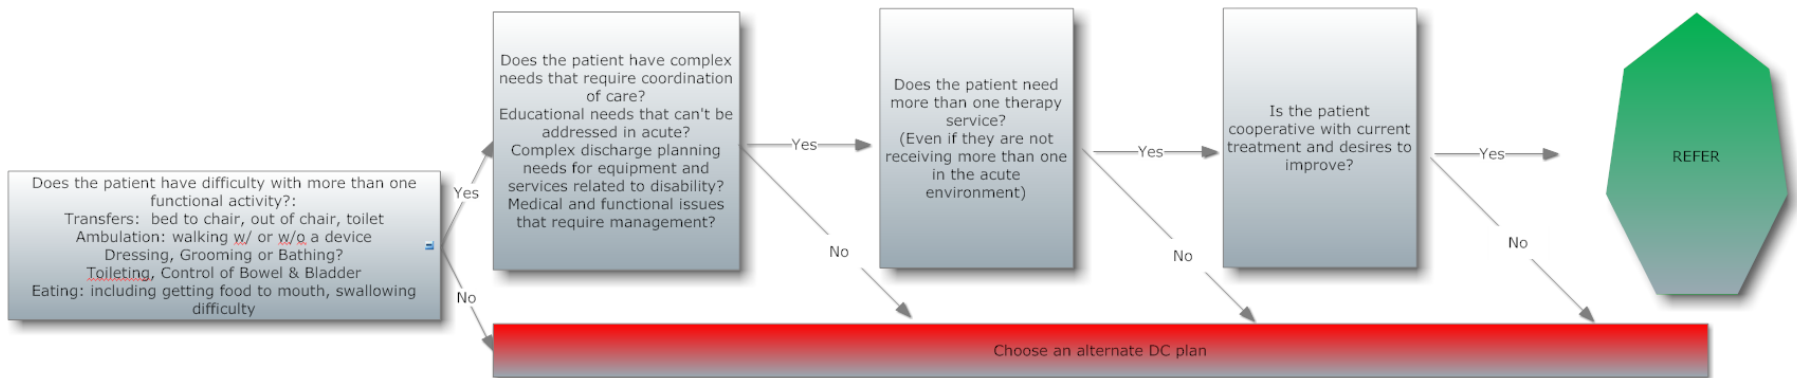 Does the patient have difficulty with more than one
functional activity?:
Transfers:  bed to chair, out of chair, toilet
Ambulation: walking w/ or w/o a device
Dressing, Grooming or Bathing?
Toileting, Control of Bowel & Bladder
Eating: including getting food to mouth, swallowing
difficulty
Yes
No
Does the patient have complex
needs that require coordination
of care?
Educational needs that can't be
addressed in acute?
Complex discharge planning
needs for equipment and
services related to disability?
Medical and functional issues
that require management?
Yes
No
Does the patient need
more than one therapy
service?
(Even if they are not
receiving more than one
in the acute
environment)
Yes
No
Is the patient
cooperative with current
treatment and desires to
improve?
Yes
No
REFER
Choose an alternate DC plan